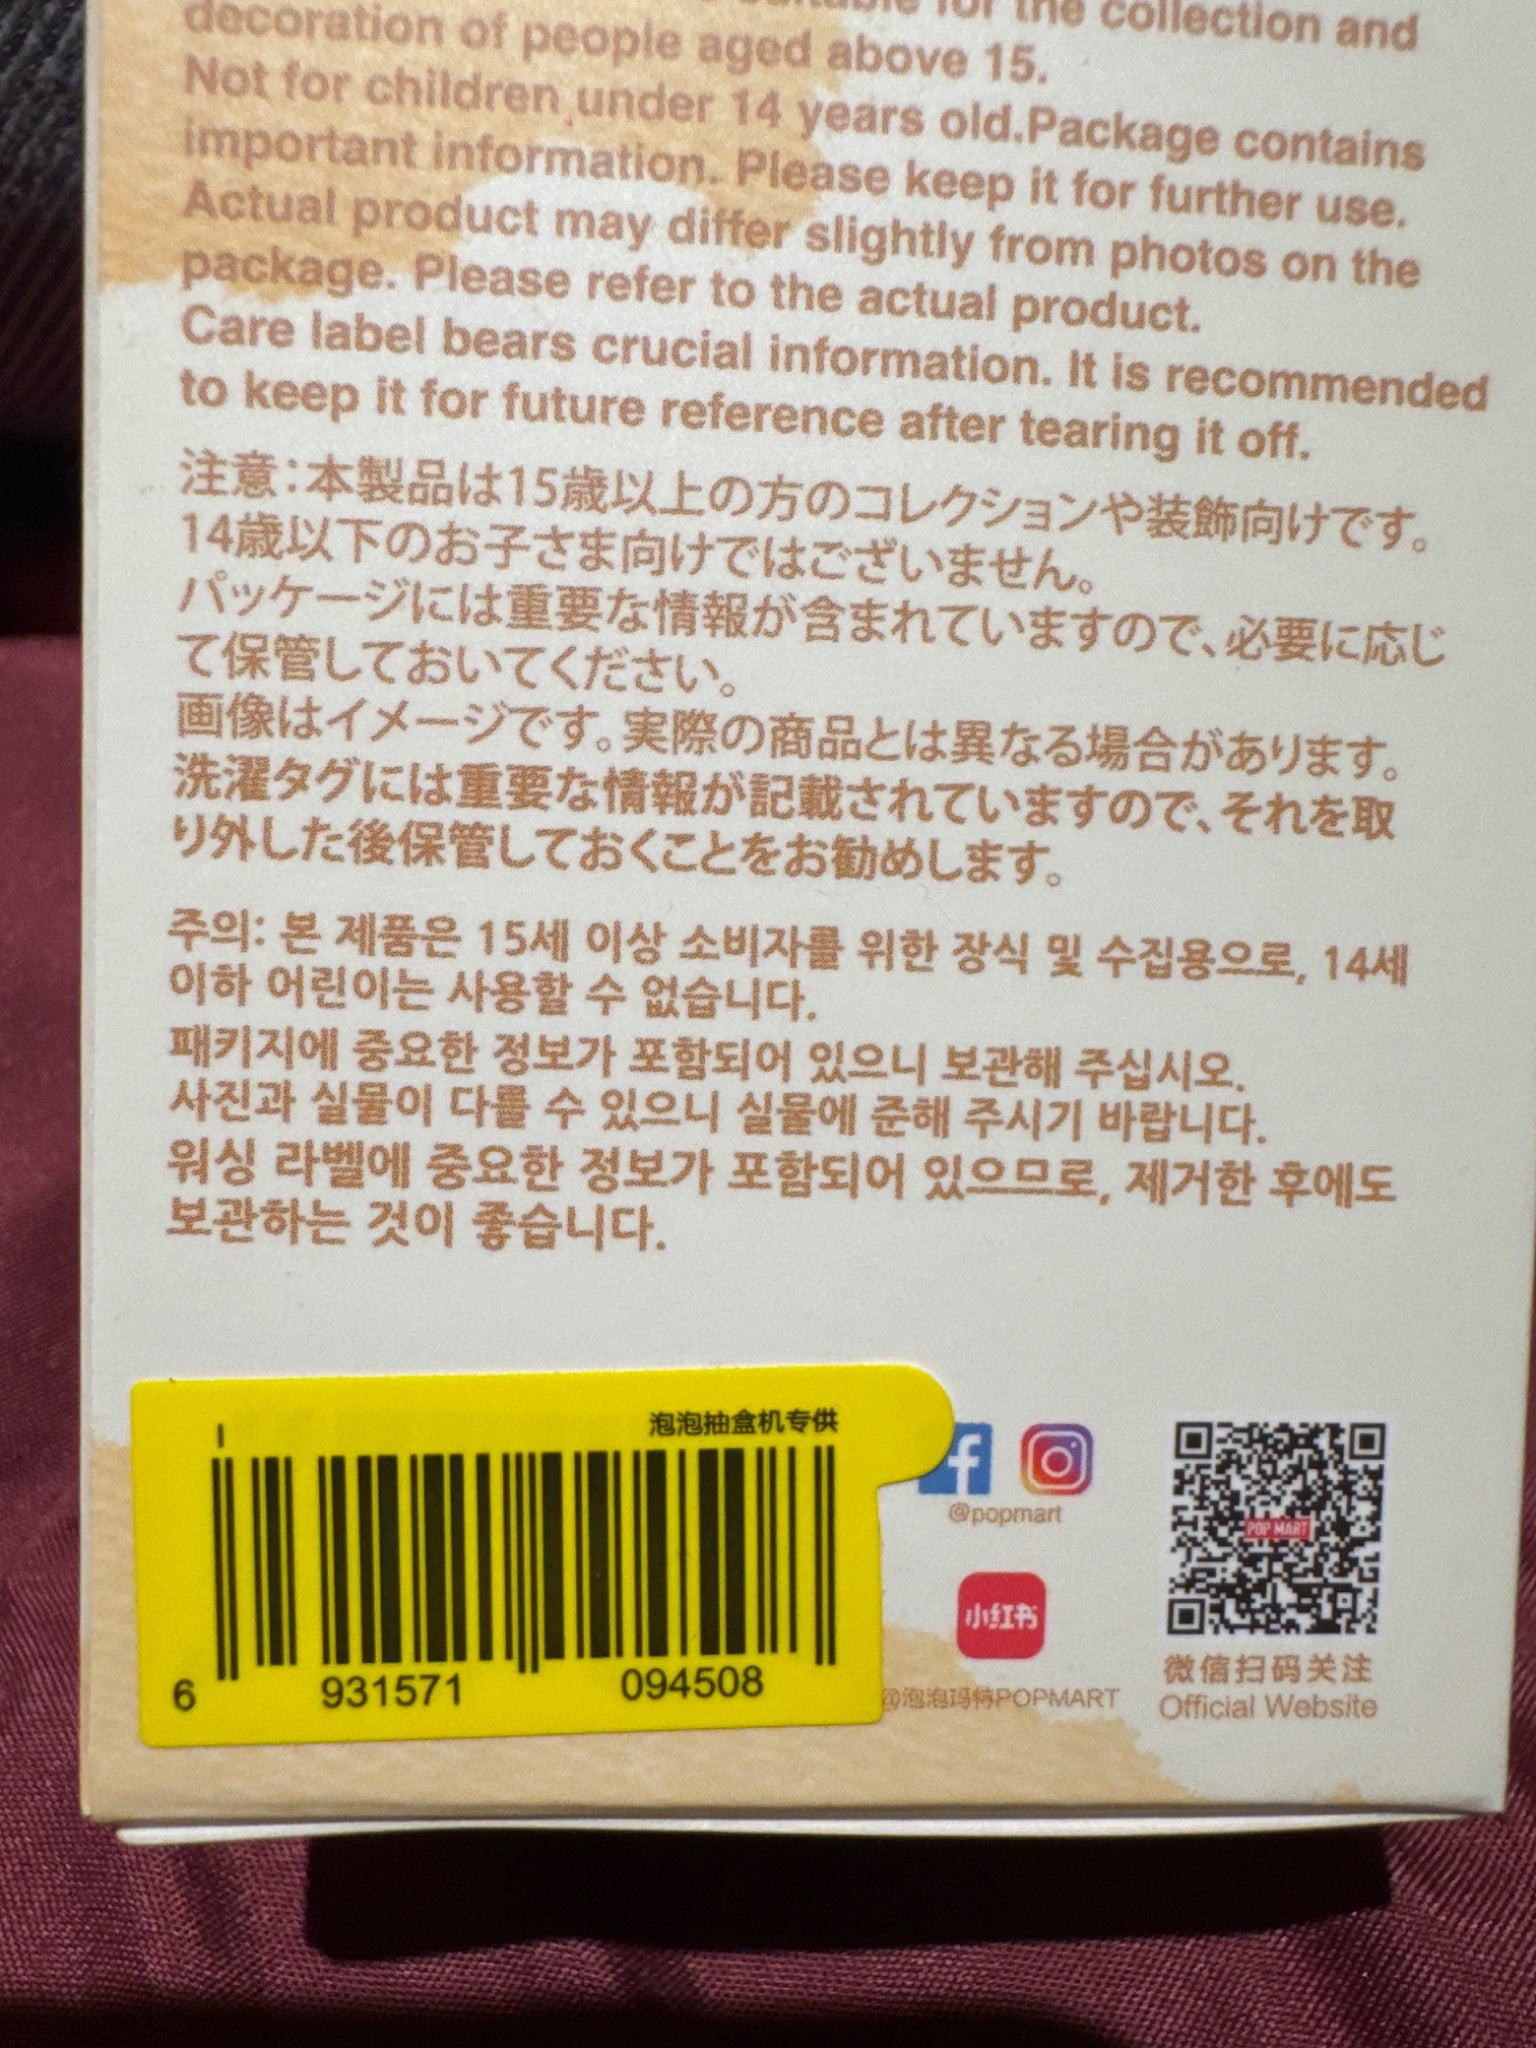 suitable for the collection and
decoration of people aged above 15.
Not for children under 14 years old.Package contains
important information. Please keep it for further use.
Actual product may differ slightly from photos on the
package. Please refer to the actual product.
Care label bears crucial information. It is recommended
to keep it for future reference after tearing it off.
注意：本製品は15歳以上の方のコレクションや装飾向けです。
14歳以下のお子さま向けではございません。
パッケージには重要な情報が含まれていますので、必要に応じ
て保管しておいてください。
画像はイメージです。実際の商品とは異なる場合があります。
洗濯タグには重要な情報が記載されていますので、それを取
り外した後保管しておくことをお勧めします。
주의: 본 제품은 15세 이상 소비자를 위한 장식 및 수집용으로, 14세
이하 어린이는 사용할 수 없습니다.
패키지에 중요한 정보가 포함되어 있으니 보관해 주십시오.
사진과 실물이 다를 수 있으니 실물에 준해 주시기 바랍니다.
워싱 라벨에 중요한 정보가 포함되어 있으므로, 제거한 후에도
보관하는 것이 좋습니다.
I
泡泡抽盒机专供
6 931571 094508
f
@popmart
小红书
@泡泡玛特POPMART
POP MART
微信扫码关注
Official Website